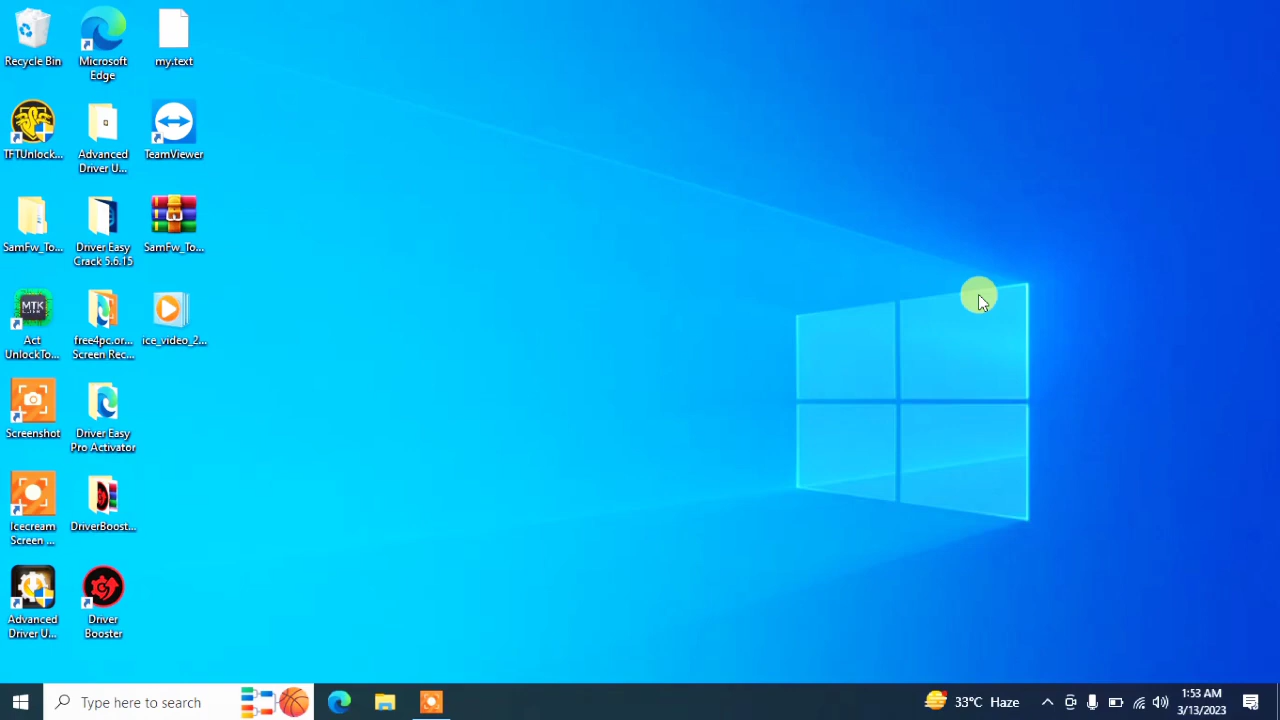 Recycle Bin
Microsoft
Edge
my.text
TFTUnlock...
Advanced
Driver U...
TeamViewer
SamFw_To...
Driver Easy
Crack 5.6.15
SamFw_To...
MTK
Act
UnlockTo...
free4pc.or...
Screen Rec...
ice_video_2...
Screenshot
Driver Easy
Pro Activator
Icecream
Screen ...
DriverBoost...
Advanced
Driver U...
Driver
Booster
Type here to search
33°C Haze
1:53 AM
3/13/2023